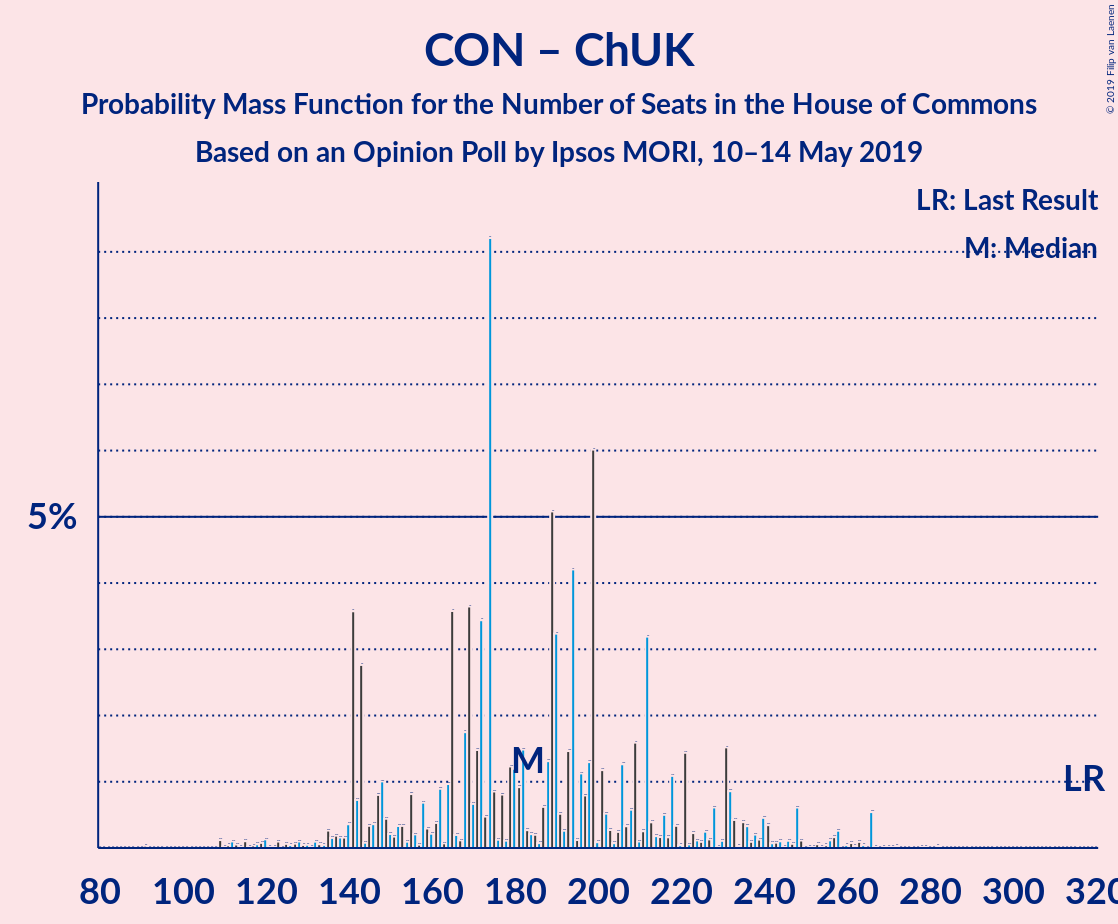 CON – ChUK
Probability Mass Function for the Number of Seats in the House of Commons
Based on an Opinion Poll by Ipsos MORI, 10–14 May 2019
© 2019 Filip van Laenen
LR: Last Result
M: Median
5%
M
LR
80 100 120 140 160 180 200 220 240 260 280 300 320